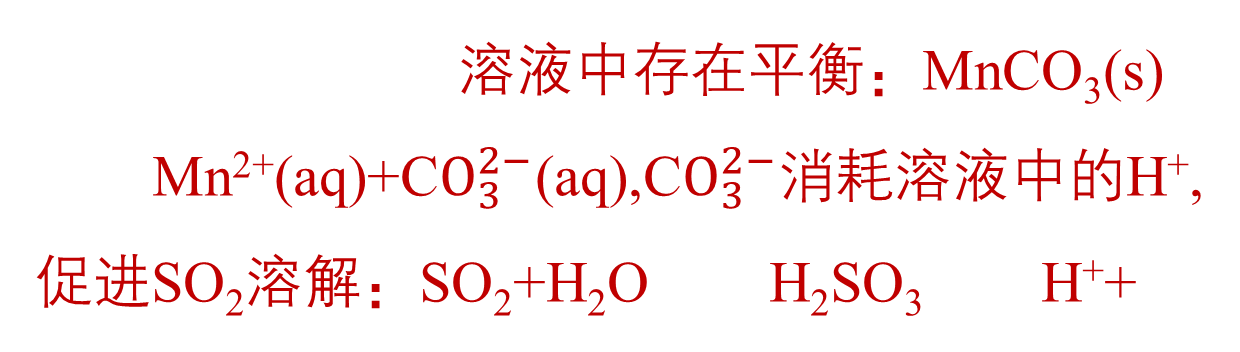 溶液中存在平衡：MnCO₃(s)
Mn²⁺(aq)+CO₃²⁻(aq),CO₃²⁻消耗溶液中的H⁺,
促进SO₂溶解：SO₂+H₂O H₂SO₃ H⁺+